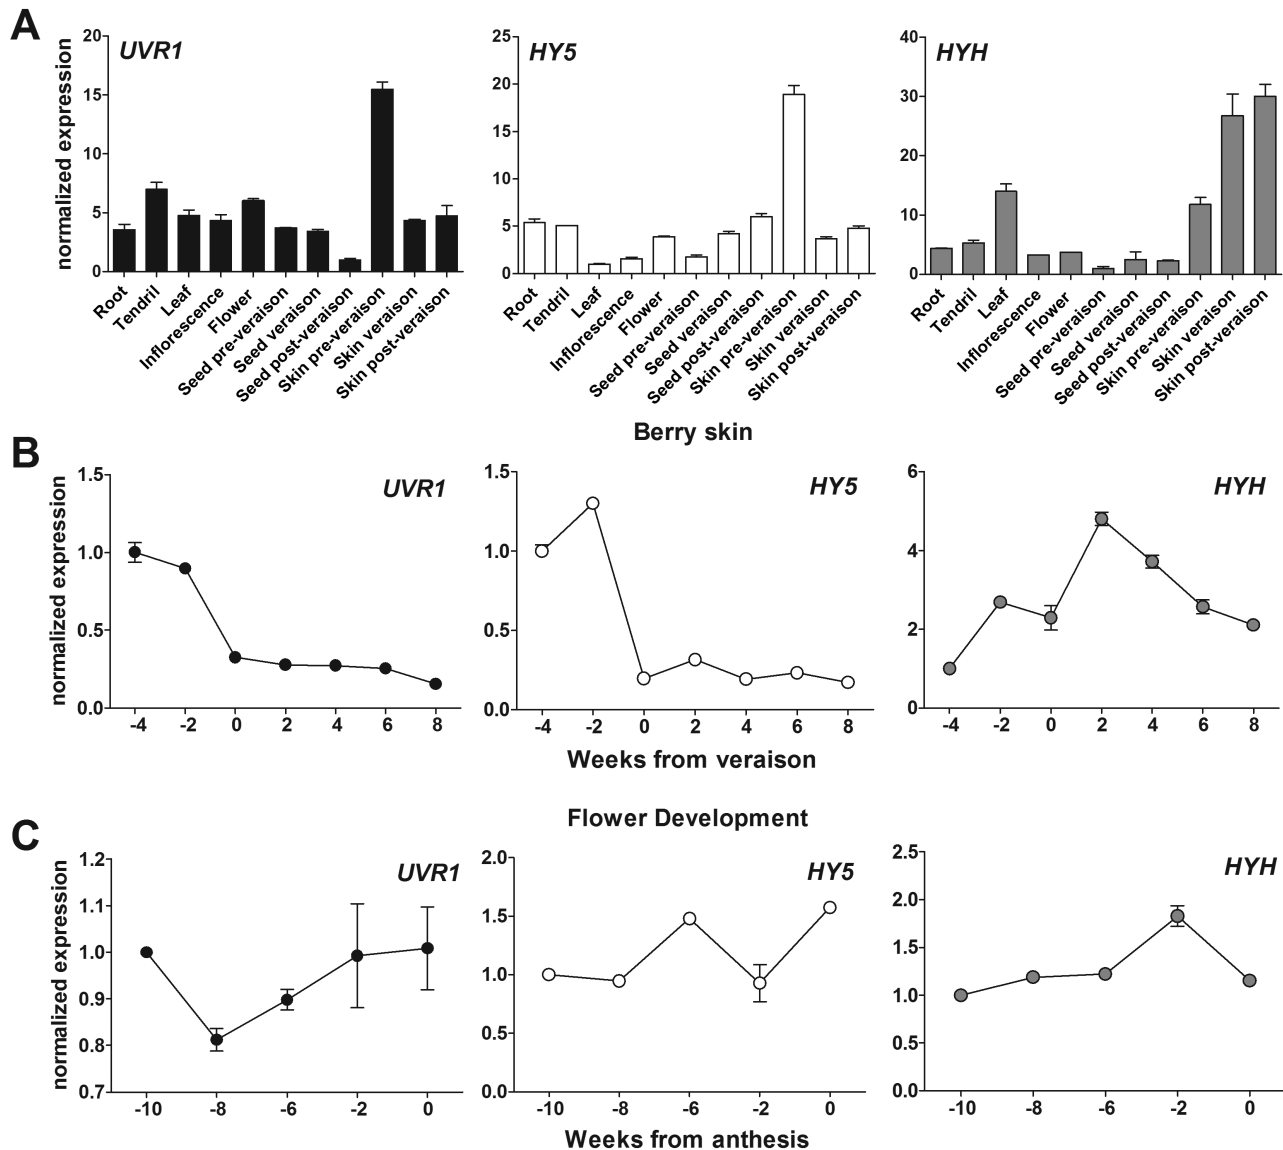 A
normalized expression
20
15
10
5
0
UVR1
Root
Tendril
Leaf
Inflorescence
Flower
Seed pre-veraison
Seed veraison
Seed post-veraison
Skin pre-veraison
Skin veraison
Skin post-veraison
25
20
15
10
5
0
HY5
Root
Tendril
Leaf
Inflorescence
Flower
Seed pre-veraison
Seed veraison
Seed post-veraison
Skin pre-veraison
Skin veraison
Skin post-veraison
40
30
20
10
0
HYH
Root
Tendril
Leaf
Inflorescence
Flower
Seed pre-veraison
Seed veraison
Seed post-veraison
Skin pre-veraison
Skin veraison
Skin post-veraison
B
Berry skin
normalized expression
1.5
1.0
0.5
0.0
UVR1
-4 -2 0 2 4 6 8
1.5
1.0
0.5
0.0
HY5
-4 -2 0 2 4 6 8
6
4
2
0
HYH
-4 -2 0 2 4 6 8
Weeks from veraison
C
Flower Development
normalized expression
1.2
1.1
1.0
0.9
0.8
0.7
UVR1
-10 -8 -6 -2 0
2.0
1.5
1.0
0.5
0.0
HY5
-10 -8 -6 -2 0
2.5
2.0
1.5
1.0
0.5
0.0
HYH
-10 -8 -6 -2 0
Weeks from anthesis